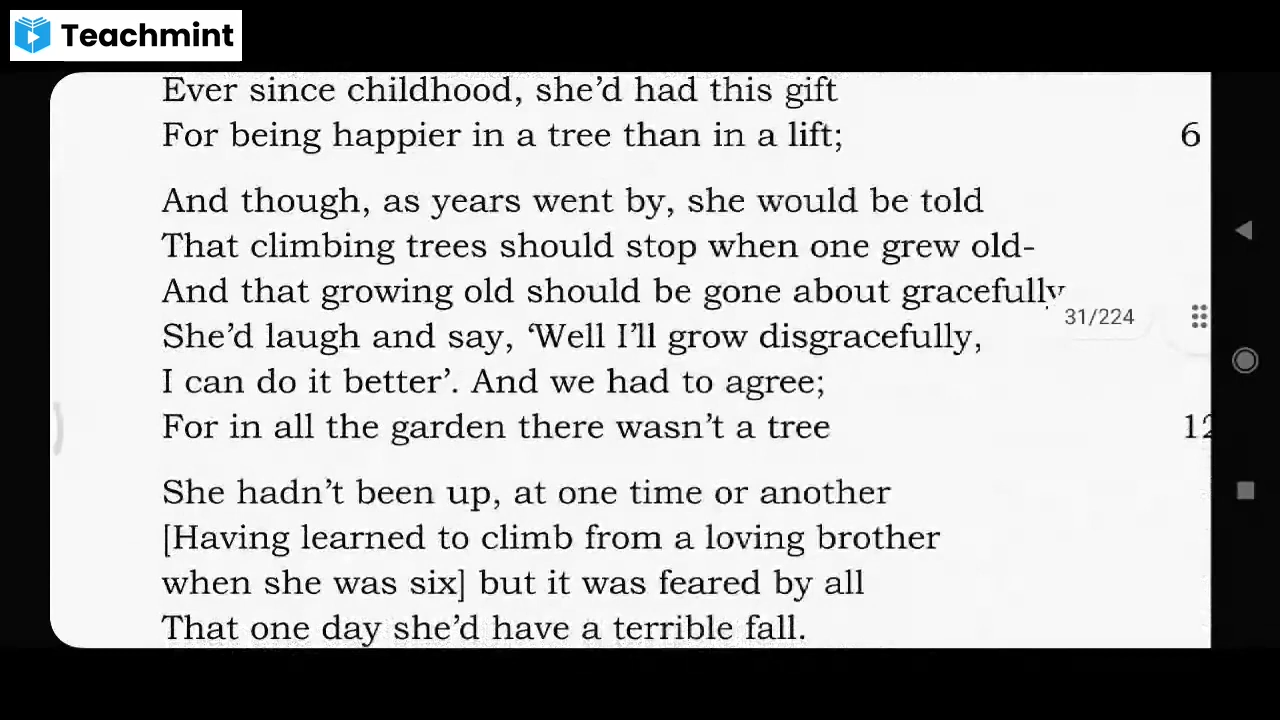 Teachmint
Ever since childhood, she’d had this gift
For being happier in a tree than in a lift; 6
And though, as years went by, she would be told
That climbing trees should stop when one grew old-
And that growing old should be gone about gracefully
31/224
She’d laugh and say, ‘Well I’ll grow disgracefully,
I can do it better’. And we had to agree;
For in all the garden there wasn’t a tree 12
She hadn’t been up, at one time or another
[Having learned to climb from a loving brother
when she was six] but it was feared by all
That one day she’d have a terrible fall.